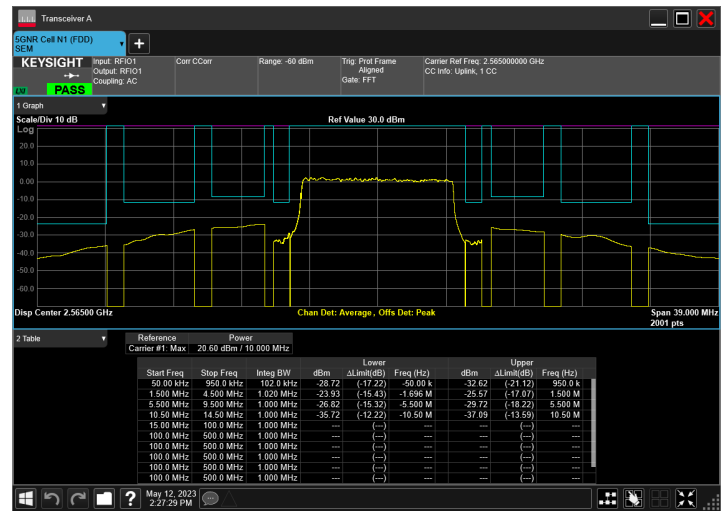 Transceiver A
5GNR Cell N1 (FDD)
SEM
KEYSIGHT
LXI
PASS
Input: RFIO1
Output: RFIO1
Coupling: AC
Corr CCorr
Range: -60 dBm
Trig: Prot Frame
Aligned
Gate: FFT
Carrier Ref Freq: 2.565000000 GHz
CC Info: Uplink, 1 CC
1 Graph
Scale/Div 10 dB
Ref Value 30.0 dBm
Log
20.0
10.0
0.00
-10.0
-20.0
-30.0
-40.0
-50.0
-60.0
Disp Center 2.56500 GHz
Chan Det: Average, Offs Det: Peak
Span 39.000 MHz
2001 pts
2 Table
Reference Power
Carrier #1: Max 20.60 dBm / 10.000 MHz
Lower Upper
Start Freq Stop Freq Integ BW dBm ΔLimit(dB) Freq (Hz) dBm ΔLimit(dB) Freq (Hz)
50.00 kHz 950.0 kHz 102.0 kHz -28.72 (-17.22) -50.00 k -32.62 (-21.12) 950.0 k
1.500 MHz 4.500 MHz 1.020 MHz -23.93 (-15.43) -1.696 M -25.57 (-17.07) 1.500 M
5.500 MHz 9.500 MHz 1.000 MHz -26.82 (-15.32) -5.500 M -29.72 (-18.22) 5.500 M
10.50 MHz 14.50 MHz 1.000 MHz -35.72 (-12.22) -10.50 M -37.09 (-13.59) 10.50 M
15.00 MHz 100.0 MHz 1.000 MHz --- (---) --- --- (---) ---
100.0 MHz 500.0 MHz 1.000 MHz --- (---) --- --- (---) ---
100.0 MHz 500.0 MHz 1.000 MHz --- (---) --- --- (---) ---
100.0 MHz 500.0 MHz 1.000 MHz --- (---) --- --- (---) ---
100.0 MHz 500.0 MHz 1.000 MHz --- (---) --- --- (---) ---
100.0 MHz 500.0 MHz 1.000 MHz --- (---) --- --- (---) ---
May 12, 2023
2:27:29 PM